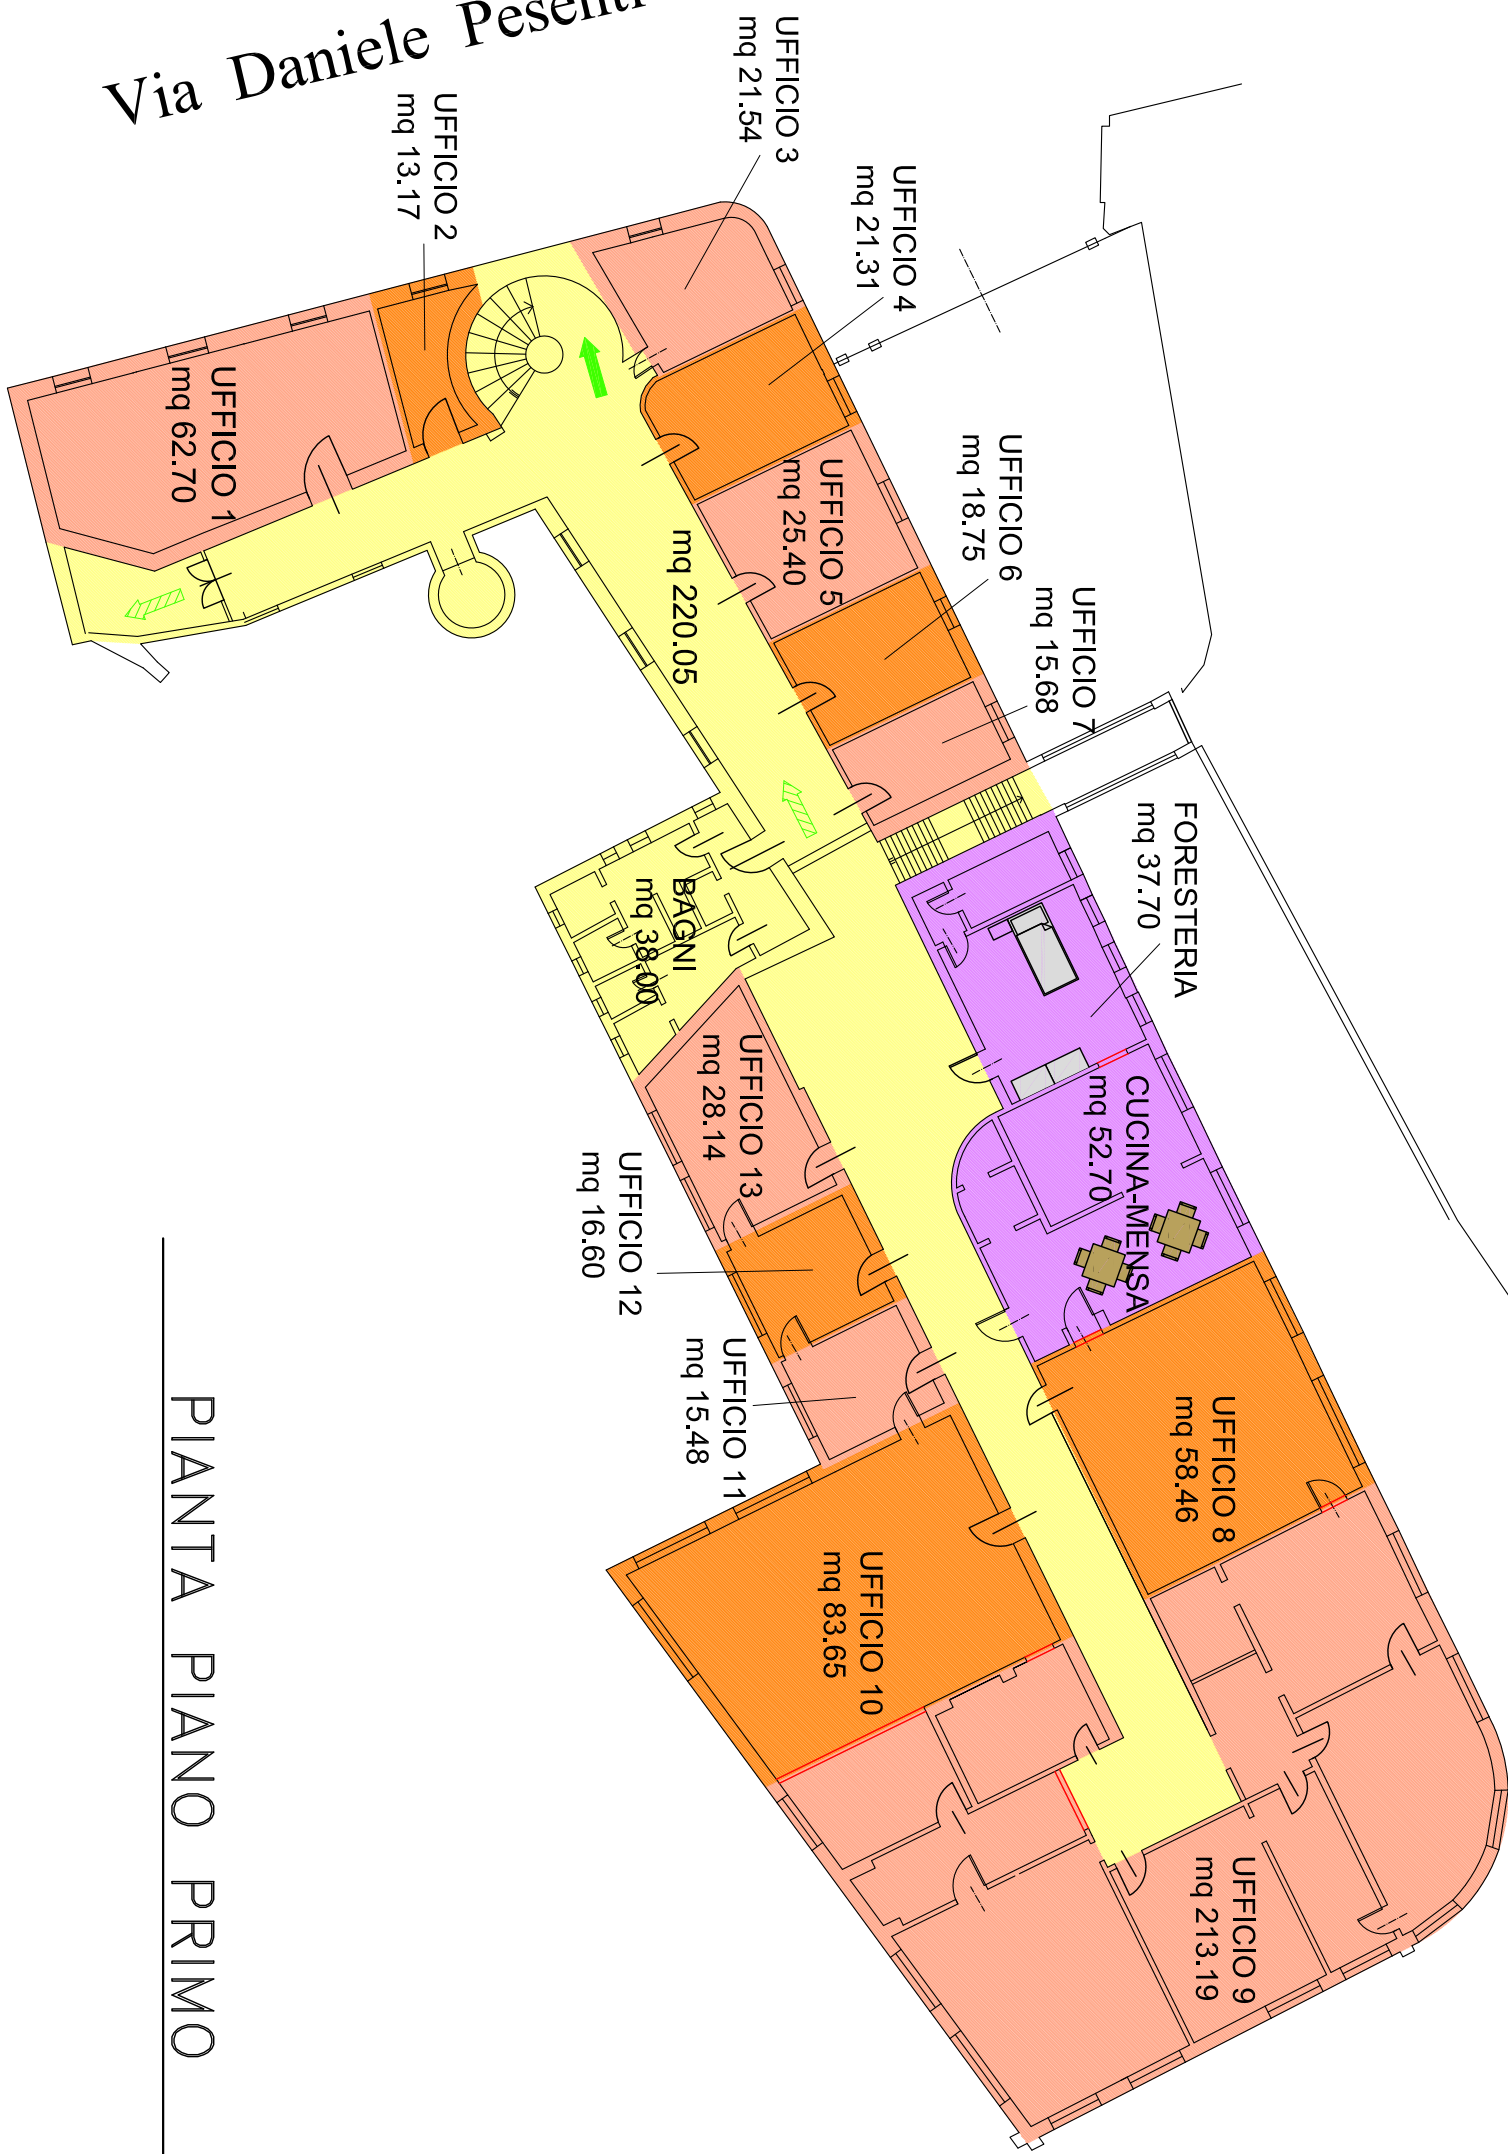 Via Daniele Pesenti
UFFICIO 3
mq 21.54
UFFICIO 2
mq 13.17
UFFICIO 4
mq 21.31
UFFICIO 1
mq 62.70
UFFICIO 5
mq 25.40
UFFICIO 6
mq 18.75
UFFICIO 7
mq 15.68
mq 220.05
FORESTERIA
mq 37.70
BAGNI
mq 38.00
CUCINA-MENSA
mq 52.70
UFFICIO 13
mq 28.14
UFFICIO 12
mq 16.60
UFFICIO 11
mq 15.48
UFFICIO 8
mq 58.46
UFFICIO 10
mq 83.65
UFFICIO 9
mq 213.19
PIANTA PIANO PRIMO